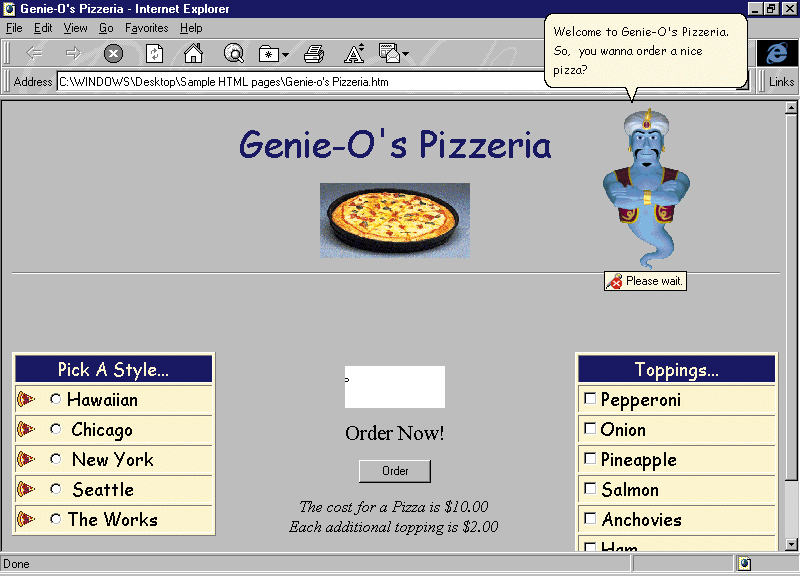 Genie-O's Pizzeria - Internet Explorer
File Edit View Go Favorites Help
Welcome to Genie-O's Pizzeria.
So, you wanna order a nice
pizza?
Address C:\WINDOWS\Desktop\Sample HTML pages\Genie-o's Pizzeria.htm
Links
Genie-O's Pizzeria
Please wait.
Pick A Style...
Hawaiian
Chicago
New York
Seattle
The Works
Order Now!
Order
The cost for a Pizza is $10.00
Each additional topping is $2.00
Toppings...
Pepperoni
Onion
Pineapple
Salmon
Anchovies
Ham
Done